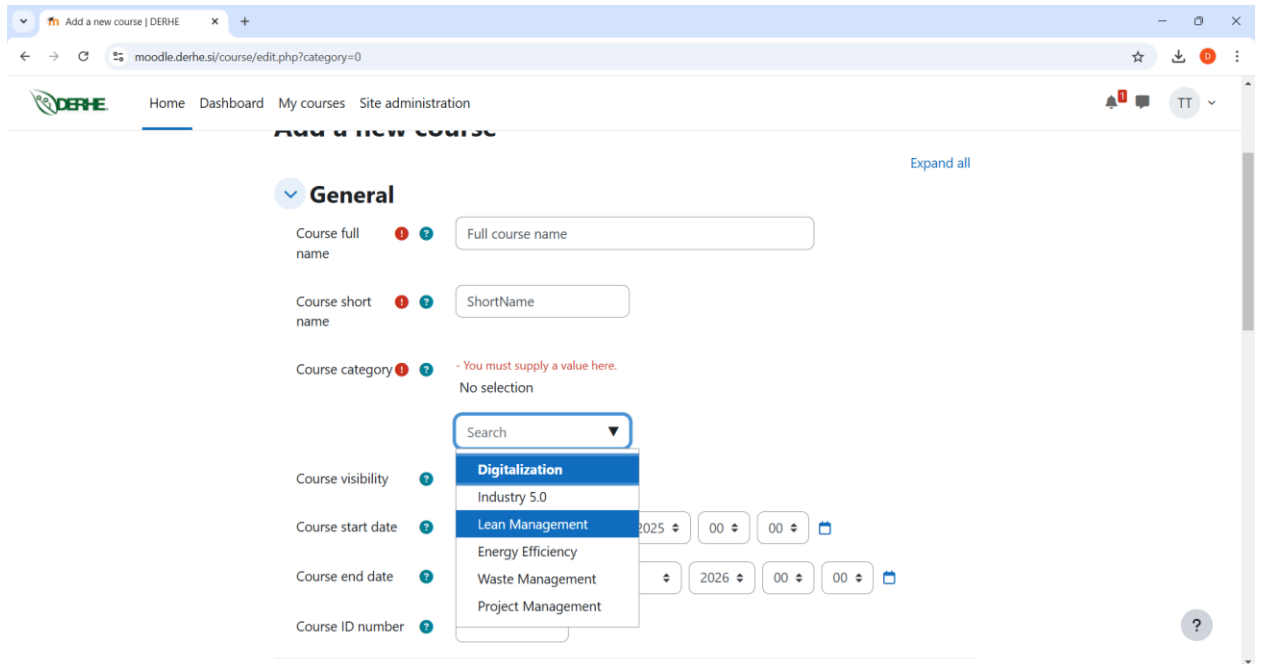 Add a new course | DERHE
moodle.derhe.si/course/edit.php?category=0
D
DERHE.
Home Dashboard My courses Site administration
1
TT
Add a new course
Expand all
General
Course full name
Full course name
Course short name
ShortName
Course category
- You must supply a value here.
No selection
Search
Digitalization
Industry 5.0
Lean Management
Energy Efficiency
Waste Management
Project Management
Course visibility
Course start date
2025 00 00
Course end date
2026 00 00
Course ID number
?